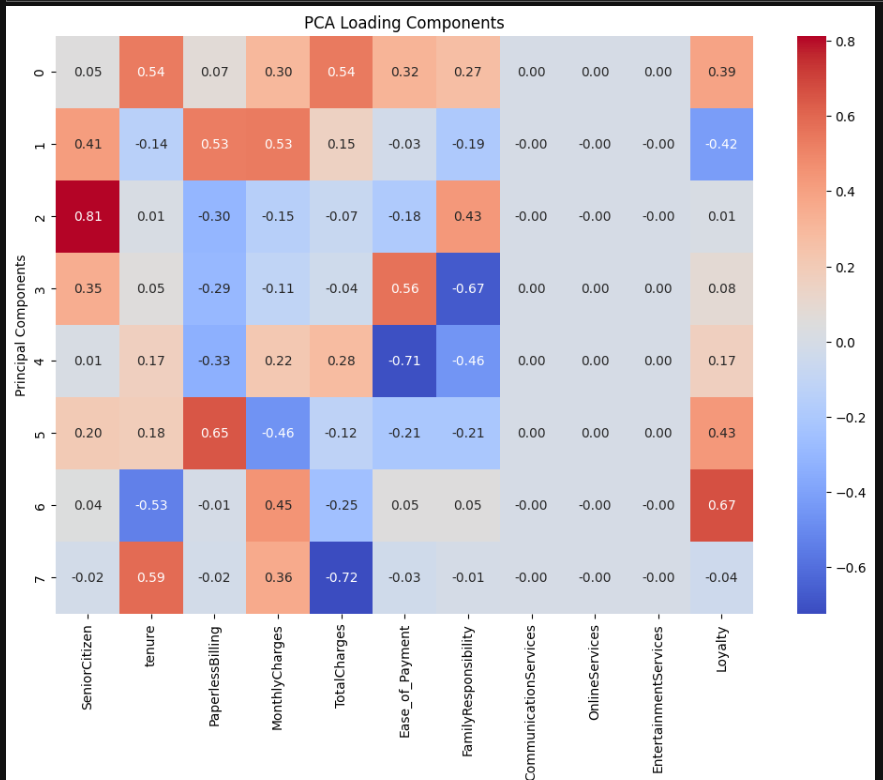 PCA Loading Components
Principal Components
0 0.05 0.54 0.07 0.30 0.54 0.32 0.27 0.00 0.00 0.00 0.39
1 0.41 -0.14 0.53 0.53 0.15 -0.03 -0.19 -0.00 -0.00 -0.00 -0.42
2 0.81 0.01 -0.30 -0.15 -0.07 -0.18 0.43 -0.00 -0.00 -0.00 0.01
3 0.35 0.05 -0.29 -0.11 -0.04 0.56 -0.67 0.00 0.00 0.00 0.08
4 0.01 0.17 -0.33 0.22 0.28 -0.71 -0.46 0.00 0.00 0.00 0.17
5 0.20 0.18 0.65 -0.46 -0.12 -0.21 -0.21 0.00 0.00 0.00 0.43
6 0.04 -0.53 -0.01 0.45 -0.25 0.05 0.05 -0.00 -0.00 -0.00 0.67
7 -0.02 0.59 -0.02 0.36 -0.72 -0.03 -0.01 -0.00 -0.00 -0.00 -0.04
SeniorCitizen
tenure
PaperlessBilling
MonthlyCharges
TotalCharges
Ease_of_Payment
FamilyResponsibility
CommunicationServices
OnlineServices
EntertainmentServices
Loyalty
0.8
0.6
0.4
0.2
0.0
−0.2
−0.4
−0.6